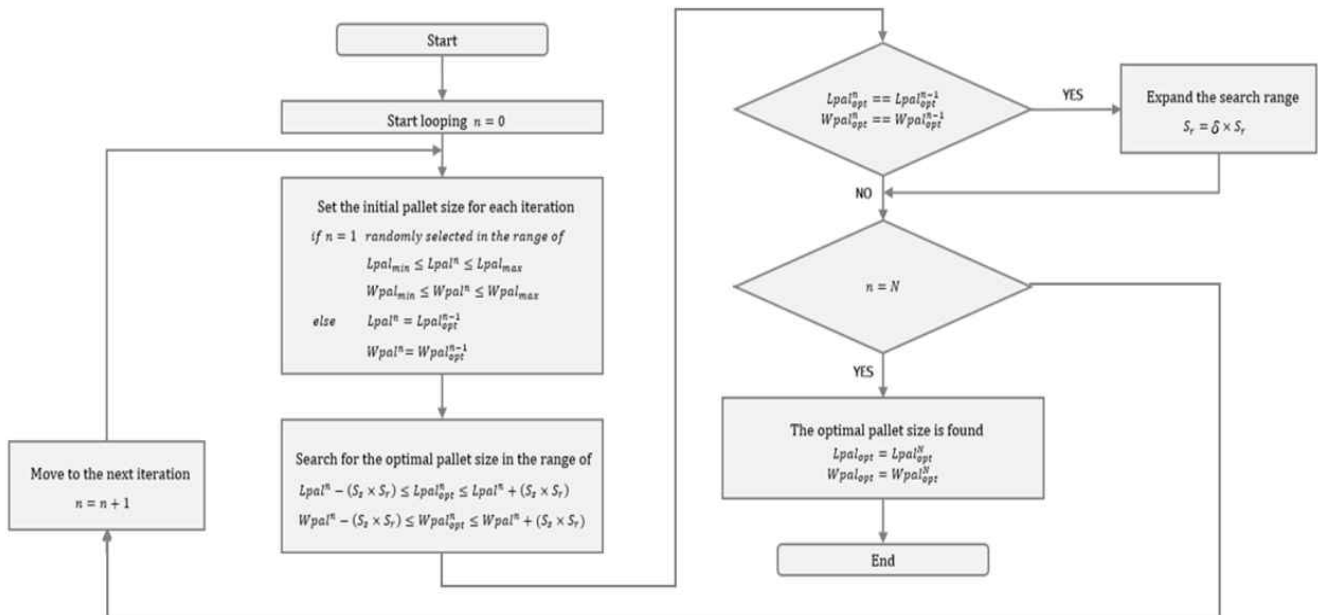 Start
Start looping n = 0
Set the initial pallet size for each iteration
if n = 1 randomly selected in the range of
Lpal_min ≤ Lpal^n ≤ Lpal_max
Wpal_min ≤ Wpal^n ≤ Wpal_max
else Lpal^n = Lpal_opt^n-1
Wpal^n = Wpal_opt^n-1
Search for the optimal pallet size in the range of
Lpal^n − (S_s × S_r) ≤ Lpal_opt^n ≤ Lpal^n + (S_s × S_r)
Wpal^n − (S_s × S_r) ≤ Wpal_opt^n ≤ Wpal^n + (S_s × S_r)
Move to the next iteration
n = n + 1
Lpal_opt^n == Lpal_opt^n-1
Wpal_opt^n == Wpal_opt^n-1
YES
Expand the search range
S_r = δ × S_r
NO
n = N
YES
The optimal pallet size is found
Lpal_opt = Lpal_opt^N
Wpal_opt = Wpal_opt^N
End